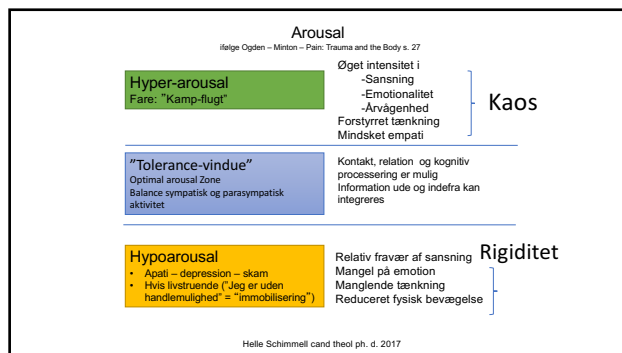 Arousal
ifølge Ogden – Minton – Pain: Trauma and the Body s. 27
Hyper-arousal
Fare: "Kamp-flugt"
Øget intensitet i
-Sansning
-Emotionalitet
-Årvågenhed
Forstyrret tænkning
Mindsket empati
Kaos
"Tolerance-vindue"
Optimal arousal Zone
Balance sympatisk og parasympatisk
aktivitet
Kontakt, relation og kognitiv
processering er mulig
Information ude og indefra kan
integreres
Hypoarousal
• Apati – depression – skam
• Hvis livstruende ("Jeg er uden
handlemulighed" = "immobilisering")
Relativ fravær af sansning
Mangel på emotion
Manglende tænkning
Reduceret fysisk bevægelse
Rigiditet
Helle Schimmell cand theol ph. d. 2017